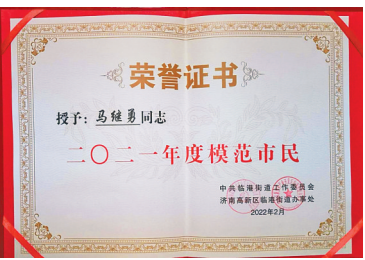 荣誉证书
授予：马继勇同志
二〇二一年度模范市民
中共临港街道工作委员会
济南高新区临港街道办事处
2022年2月